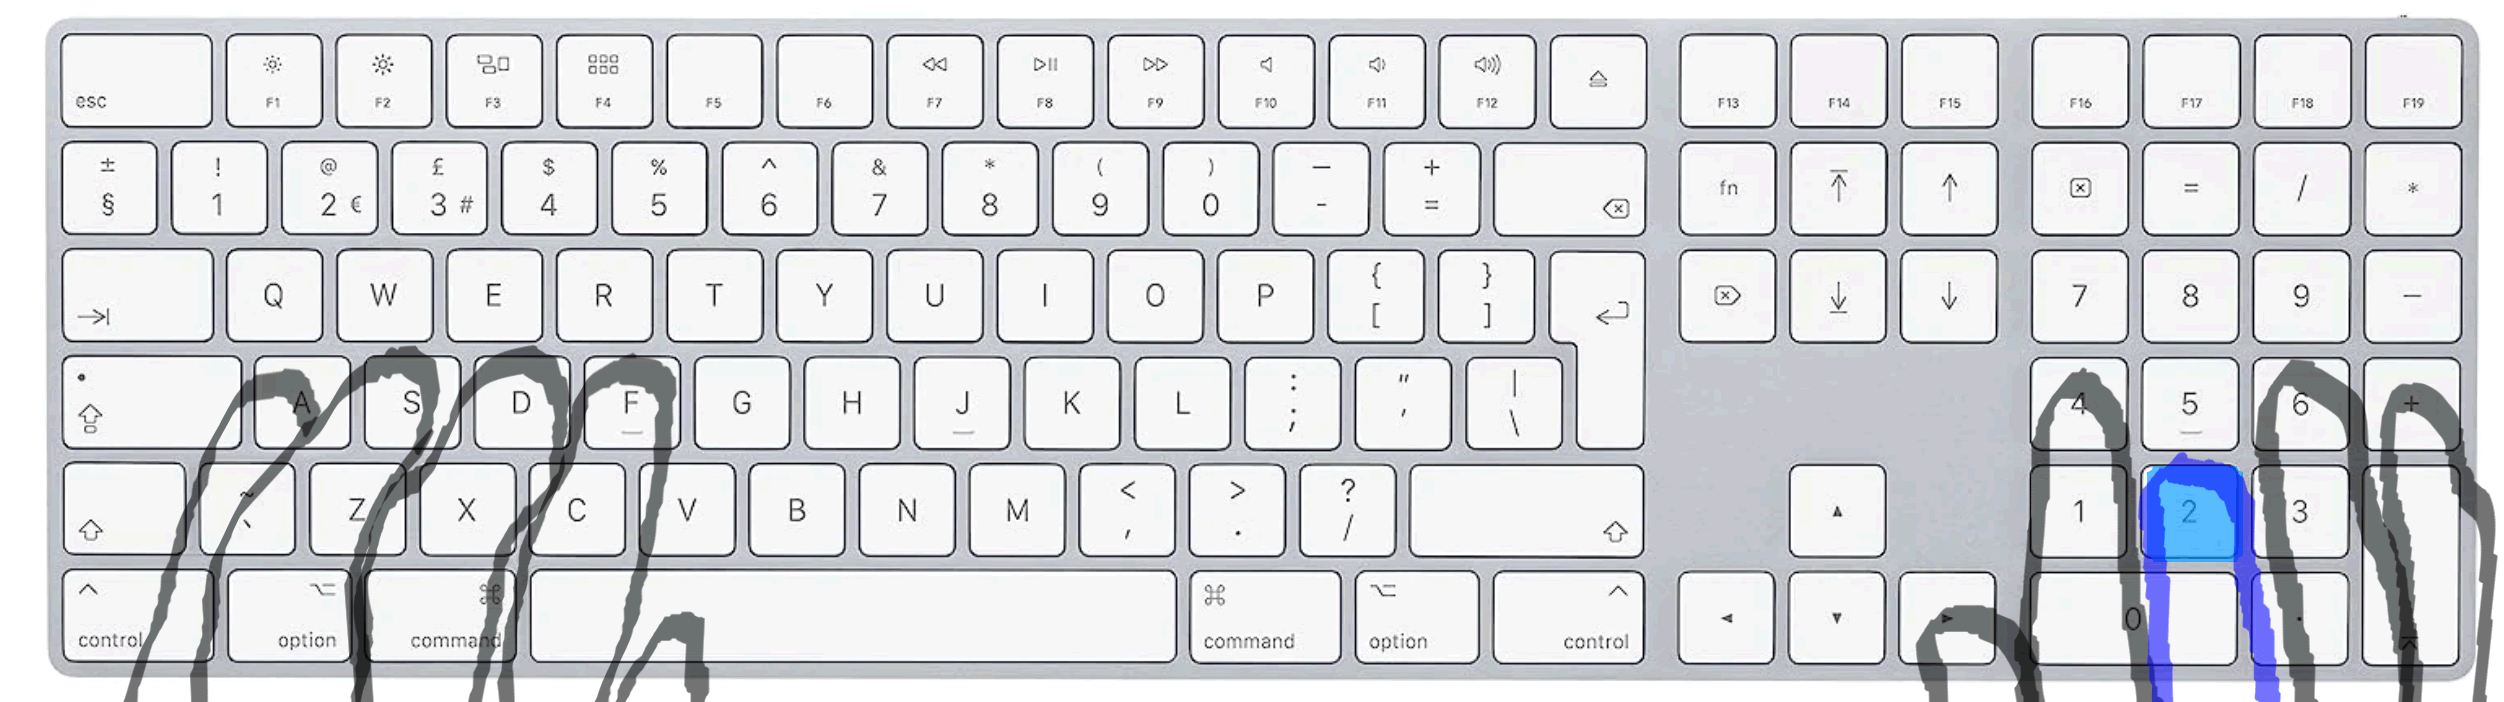 esc F1 F2 F3 F4 F5 F6 F7 F8 F9 F10 F11 F12 F13 F14 F15 F16 F17 F18 F19
± ! @ £ $ % ^ & * ( ) — +
§ 1 2 € 3 # 4 5 6 7 8 9 0 - = fn = / *
Q W E R T Y U I O P { [ } ] 7 8 9 —
A S D F G H J K L : ; " ' | \ 4 5 6 +
~ ` Z X C V B N M < , > . ? / 1 2 3
control option command command option control 0 .